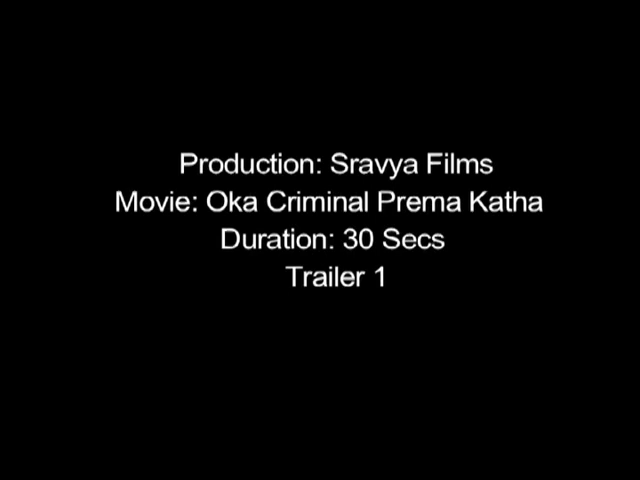 Production: Sravya Films
Movie: Oka Criminal Prema Katha
Duration: 30 Secs
Trailer 1